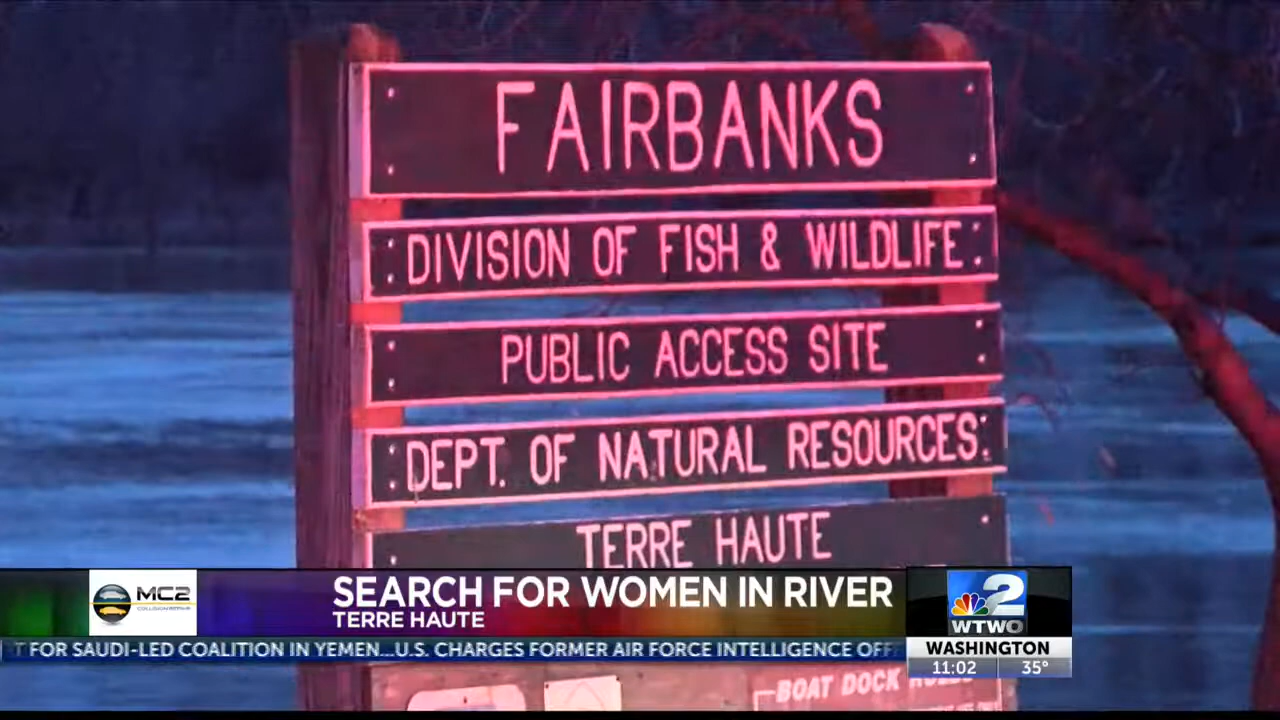 FAIRBANKS
DIVISION OF FISH & WILDLIFE
PUBLIC ACCESS SITE
DEPT. OF NATURAL RESOURCES
TERRE HAUTE
MC2
SEARCH FOR WOMEN IN RIVER
TERRE HAUTE
2
WTWO
T FOR SAUDI-LED COALITION IN YEMEN...U.S. CHARGES FORMER AIR FORCE INTELLIGENCE OFF
WASHINGTON
11:02 35°
BOAT DOCK